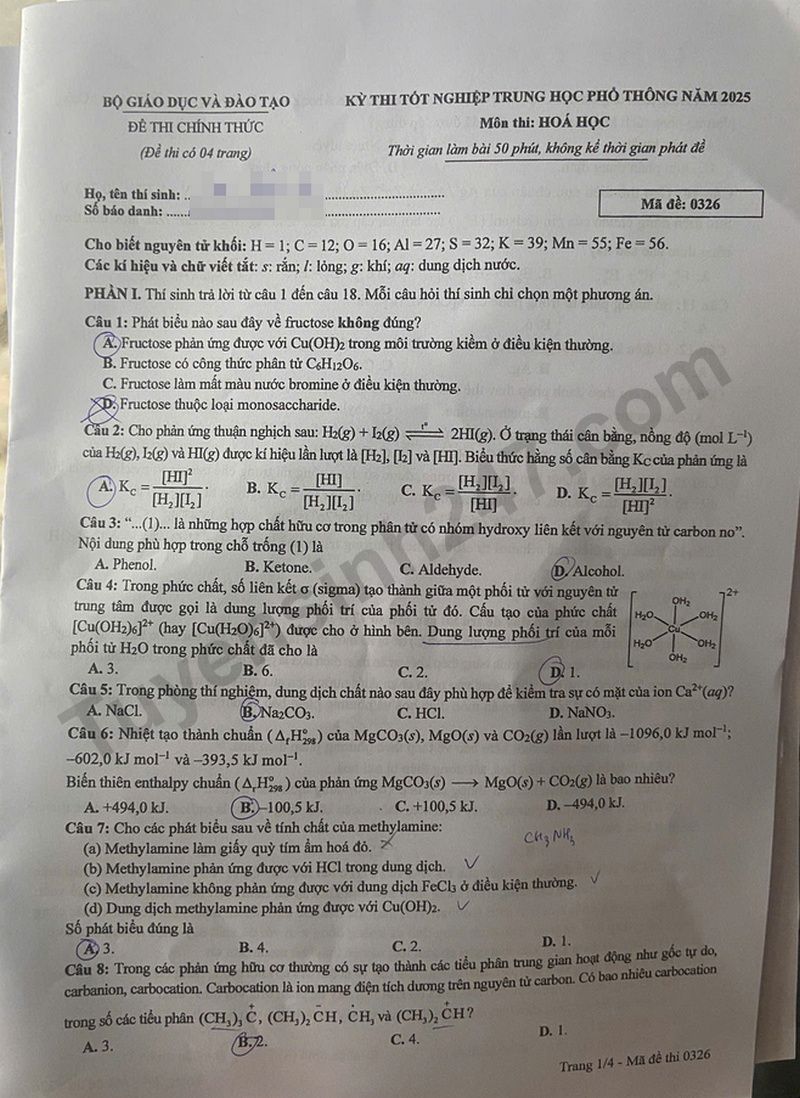 BỘ GIÁO DỤC VÀ ĐÀO TẠO
ĐỀ THI CHÍNH THỨC
(Đề thi có 04 trang)
KỲ THI TỐT NGHIỆP TRUNG HỌC PHỔ THÔNG NĂM 2025
Môn thi: HOÁ HỌC
Thời gian làm bài 50 phút, không kể thời gian phát đề
Họ, tên thí sinh: ..
Số báo danh: ......
Mã đề: 0326
Cho biết nguyên tử khối: H = 1; C = 12; O = 16; Al = 27; S = 32; K = 39; Mn = 55; Fe = 56.
Các kí hiệu và chữ viết tắt: s: rắn; l: lỏng; g: khí; aq: dung dịch nước.
PHẦN I. Thí sinh trả lời từ câu 1 đến câu 18. Mỗi câu hỏi thí sinh chỉ chọn một phương án.
Câu 1: Phát biểu nào sau đây về fructose không đúng?
A. Fructose phản ứng được với Cu(OH)₂ trong môi trường kiềm ở điều kiện thường.
B. Fructose có công thức phân tử C₆H₁₂O₆.
C. Fructose làm mất màu nước bromine ở điều kiện thường.
D. Fructose thuộc loại monosaccharide.
Câu 2: Cho phản ứng thuận nghịch sau: H₂(g) + I₂(g) ⇌ (t°) 2HI(g). Ở trạng thái cân bằng, nồng độ (mol L⁻¹)
của H₂(g), I₂(g) và HI(g) được kí hiệu lần lượt là [H₂], [I₂] và [HI]. Biểu thức hằng số cân bằng K_C của phản ứng là
A. K_C = [HI]²/[H₂][I₂]. B. K_C = [HI]/[H₂][I₂]. C. K_C = [H₂][I₂]/[HI]. D. K_C = [H₂][I₂]/[HI]².
Câu 3: “...(1)... là những hợp chất hữu cơ trong phân tử có nhóm hydroxy liên kết với nguyên tử carbon no”.
Nội dung phù hợp trong chỗ trống (1) là
A. Phenol. B. Ketone. C. Aldehyde. D. Alcohol.
Câu 4: Trong phức chất, số liên kết σ (sigma) tạo thành giữa một phối tử với nguyên tử
trung tâm được gọi là dung lượng phối trí của phối tử đó. Cấu tạo của phức chất
[Cu(OH₂)₆]²⁺ (hay [Cu(H₂O)₆]²⁺) được cho ở hình bên. Dung lượng phối trí của mỗi
phối tử H₂O trong phức chất đã cho là
OH₂ 2+
H₂O OH₂
Cu
H₂O OH₂
OH₂
A. 3. B. 6. C. 2. D. 1.
Câu 5: Trong phòng thí nghiệm, dung dịch chất nào sau đây phù hợp để kiểm tra sự có mặt của ion Ca²⁺(aq)?
A. NaCl. B. Na₂CO₃. C. HCl. D. NaNO₃.
Câu 6: Nhiệt tạo thành chuẩn (Δ_fH°₂₉₈) của MgCO₃(s), MgO(s) và CO₂(g) lần lượt là –1096,0 kJ mol⁻¹;
–602,0 kJ mol⁻¹ và –393,5 kJ mol⁻¹.
Biến thiên enthalpy chuẩn (Δ_rH°₂₉₈) của phản ứng MgCO₃(s) ⟶ MgO(s) + CO₂(g) là bao nhiêu?
A. +494,0 kJ. B. –100,5 kJ. C. +100,5 kJ. D. –494,0 kJ.
Câu 7: Cho các phát biểu sau về tính chất của methylamine:
CH₃NH₃
(a) Methylamine làm giấy quỳ tím ẩm hoá đỏ.
(b) Methylamine phản ứng được với HCl trong dung dịch.
(c) Methylamine không phản ứng được với dung dịch FeCl₃ ở điều kiện thường.
(d) Dung dịch methylamine phản ứng được với Cu(OH)₂.
Số phát biểu đúng là
A. 3. B. 4. C. 2. D. 1.
Câu 8: Trong các phản ứng hữu cơ thường có sự tạo thành các tiểu phân trung gian hoạt động như gốc tự do,
carbanion, carbocation. Carbocation là ion mang điện tích dương trên nguyên tử carbon. Có bao nhiêu carbocation
trong số các tiểu phân (CH₃)₃C⁺, (CH₃)₂C⁻H, C•H₃ và (CH₃)₂C⁺H?
A. 3. B. 2. C. 4. D. 1.
Trang 1/4 - Mã đề thi 0326
Tuyensinh247.com